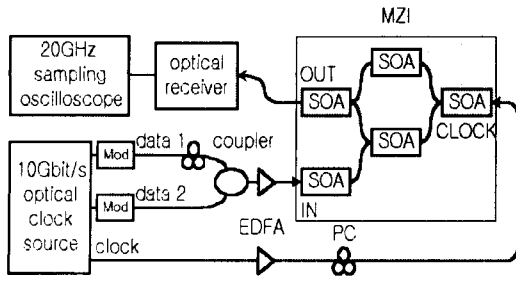 MZI
20GHz
sampling
oscilloscope
optical
receiver
OUT
SOA
SOA
SOA
CLOCK
SOA
SOA
IN
10Gbit/s
optical
clock
source
Mod
data 1
coupler
Mod
data 2
clock
EDFA
PC